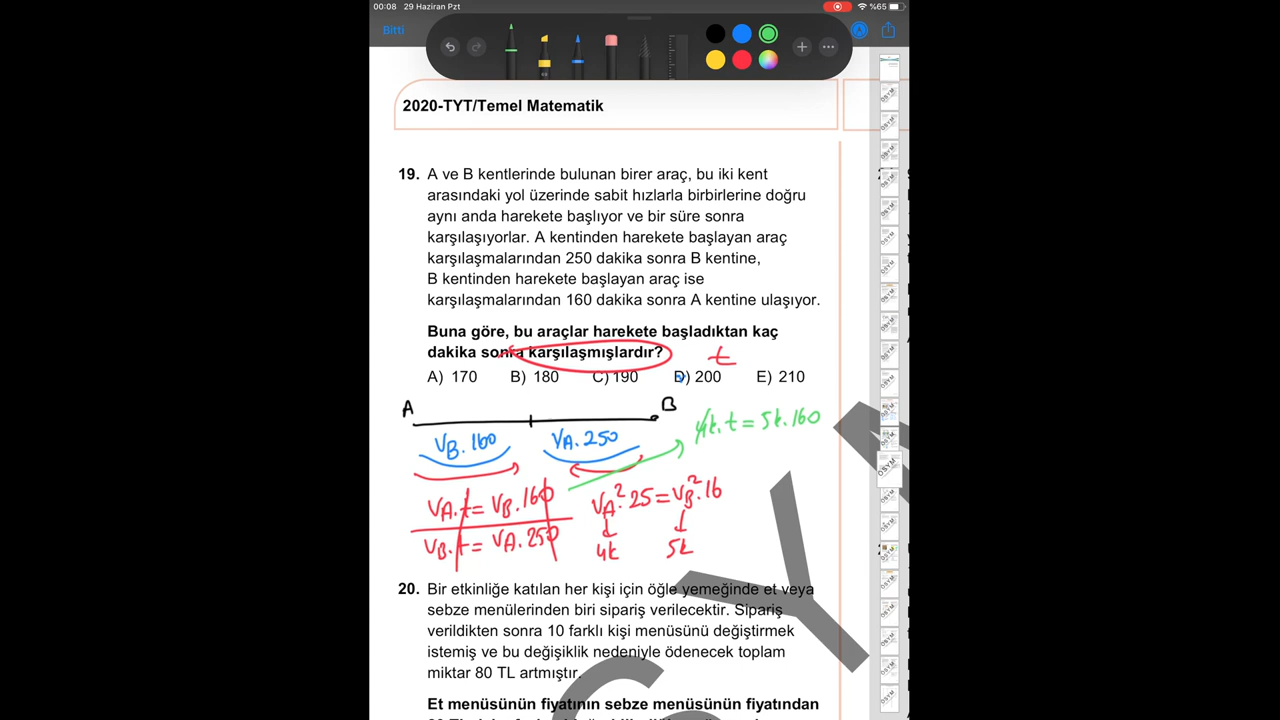 00:08 29 Haziran Pzt
%65
Bitti
2020-TYT/Temel Matematik
19. A ve B kentlerinde bulunan birer araç, bu iki kent
arasındaki yol üzerinde sabit hızlarla birbirlerine doğru
aynı anda harekete başlıyor ve bir süre sonra
karşılaşıyorlar. A kentinden harekete başlayan araç
karşılaşmalarından 250 dakika sonra B kentine,
B kentinden harekete başlayan araç ise
karşılaşmalarından 160 dakika sonra A kentine ulaşıyor.
Buna göre, bu araçlar harekete başladıktan kaç
dakika sonra karşılaşmışlardır?
t
A) 170 B) 180 C) 190 D) 200 E) 210
A B
4k.t = 5k.160
VB.160 VA.250
VA.t = VB.160
VA².25 = VB².16
VB.t = VA.250
4k 5k
20. Bir etkinliğe katılan her kişi için öğle yemeğinde et veya
sebze menülerinden biri sipariş verilecektir. Sipariş
verildikten sonra 10 farklı kişi menüsünü değiştirmek
istemiş ve bu değişiklik nedeniyle ödenecek toplam
miktar 80 TL artmıştır.
Et menüsünün fiyatının sebze menüsünün fiyatından